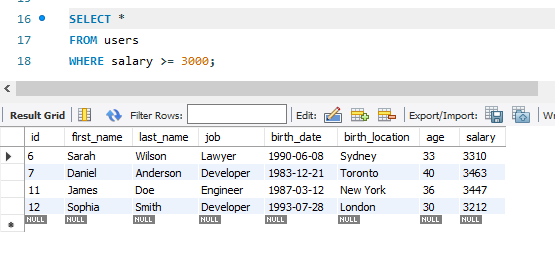 15
16 SELECT *
17 FROM users
18 WHERE salary >= 3000;
Result Grid Filter Rows: Edit: Export/Import:
id first_name last_name job birth_date birth_location age salary
6 Sarah Wilson Lawyer 1990-06-08 Sydney 33 3310
7 Daniel Anderson Developer 1983-12-21 Toronto 40 3463
11 James Doe Engineer 1987-03-12 New York 36 3447
12 Sophia Smith Developer 1993-07-28 London 30 3212
NULL NULL NULL NULL NULL NULL NULL NULL